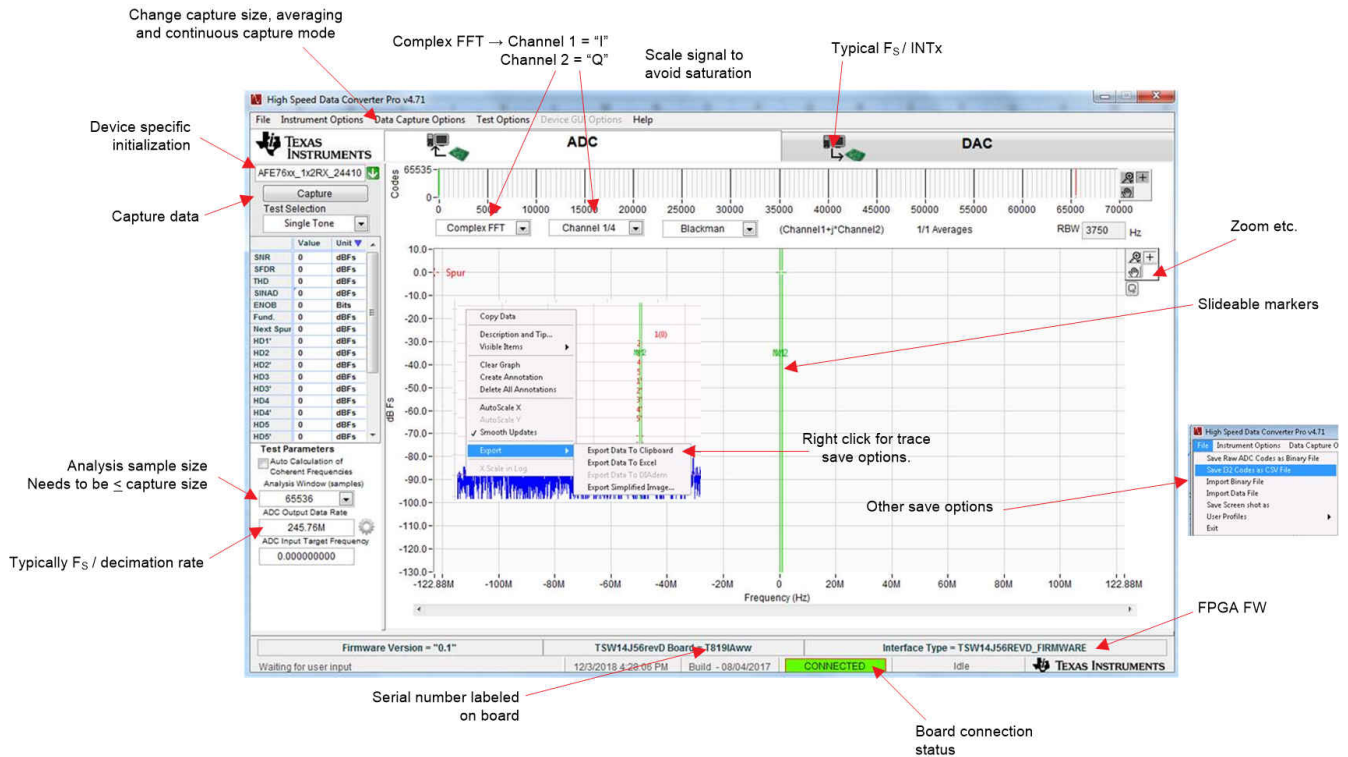 Change capture size, averaging
and continuous capture mode
Complex FFT → Channel 1 = “I”
Channel 2 = “Q”
Scale signal to
avoid saturation
Typical FS / INTx
Device specific
initialization
Capture data
Analysis sample size
Needs to be ≤ capture size
Typically FS / decimation rate
High Speed Data Converter Pro v4.71
File Instrument Options Data Capture Options Test Options Device GUI Options Help
TEXAS
INSTRUMENTS
ADC
DAC
AFE76xx_1x2RX_24410
Capture
Test Selection
Single Tone
Value Unit
SNR 0 dBFs
SFDR 0 dBFs
THD 0 dBFs
SINAD 0 dBFs
ENOB 0 Bits
Fund. 0 dBFs
Next Spur 0 dBFs
HD1' 0 dBFs
HD2 0 dBFs
HD2' 0 dBFs
HD3 0 dBFs
HD3' 0 dBFs
HD4 0 dBFs
HD4' 0 dBFs
HD5 0 dBFs
HD5' 0 dBFs
Test Parameters
Auto Calculation of
Coherent Frequencies
Analysis Window (samples)
65536
ADC Output Data
Rate
245.76M
ADC Input Target Frequency
0.000000000
Codes
65535
0
0 5000 10000 15000 20000 25000 30000 35000 40000 45000 50000 55000 60000 65000 70000
Complex FFT Channel 1/4 Blackman (Channel1+j*Channel2) 1/1 Averages RBW 3750 Hz
dBFs
10.0
0.0
-10.0
-20.0
-30.0
-40.0
-50.0
-60.0
-70.0
-80.0
-90.0
-100.0
-110.0
-120.0
-130.0
Spur
-122.88M -100M -80M -60M -40M -20M 0 20M 40M 60M 80M 100M 122.88M
Frequency (Hz)
Copy Data
Description and Tip...
Visible Items
Clear Graph
Create Annotation
Delete All Annotations
AutoScale X
AutoScale Y
Smooth Updates
Export
X Scale in Log
1(0)
Export Data To Clipboard
Export Data To Excel
Export Data To DIAdem
Export Simplified Image...
Right click for trace
save options.
Zoom etc.
Slideable markers
Other save options
High Speed Data Converter Pro v4.71
File Instrument Options Data Capture O
Save Raw ADC Codes as Binary File
Save D2 Codes as CSV File
Import Binary File
Import Data File
Save Screen shot as
User Profiles
Exit
FPGA FW
Firmware Version = "0.1" TSW14J56revD Board = T819IAww Interface Type = TSW14J56REVD_FIRMWARE
Waiting for user input 12/3/2018 4:28:06 PM Build - 08/04/2017 CONNECTED Idle TEXAS INSTRUMENTS
Serial number labeled
on board
Board connection
status